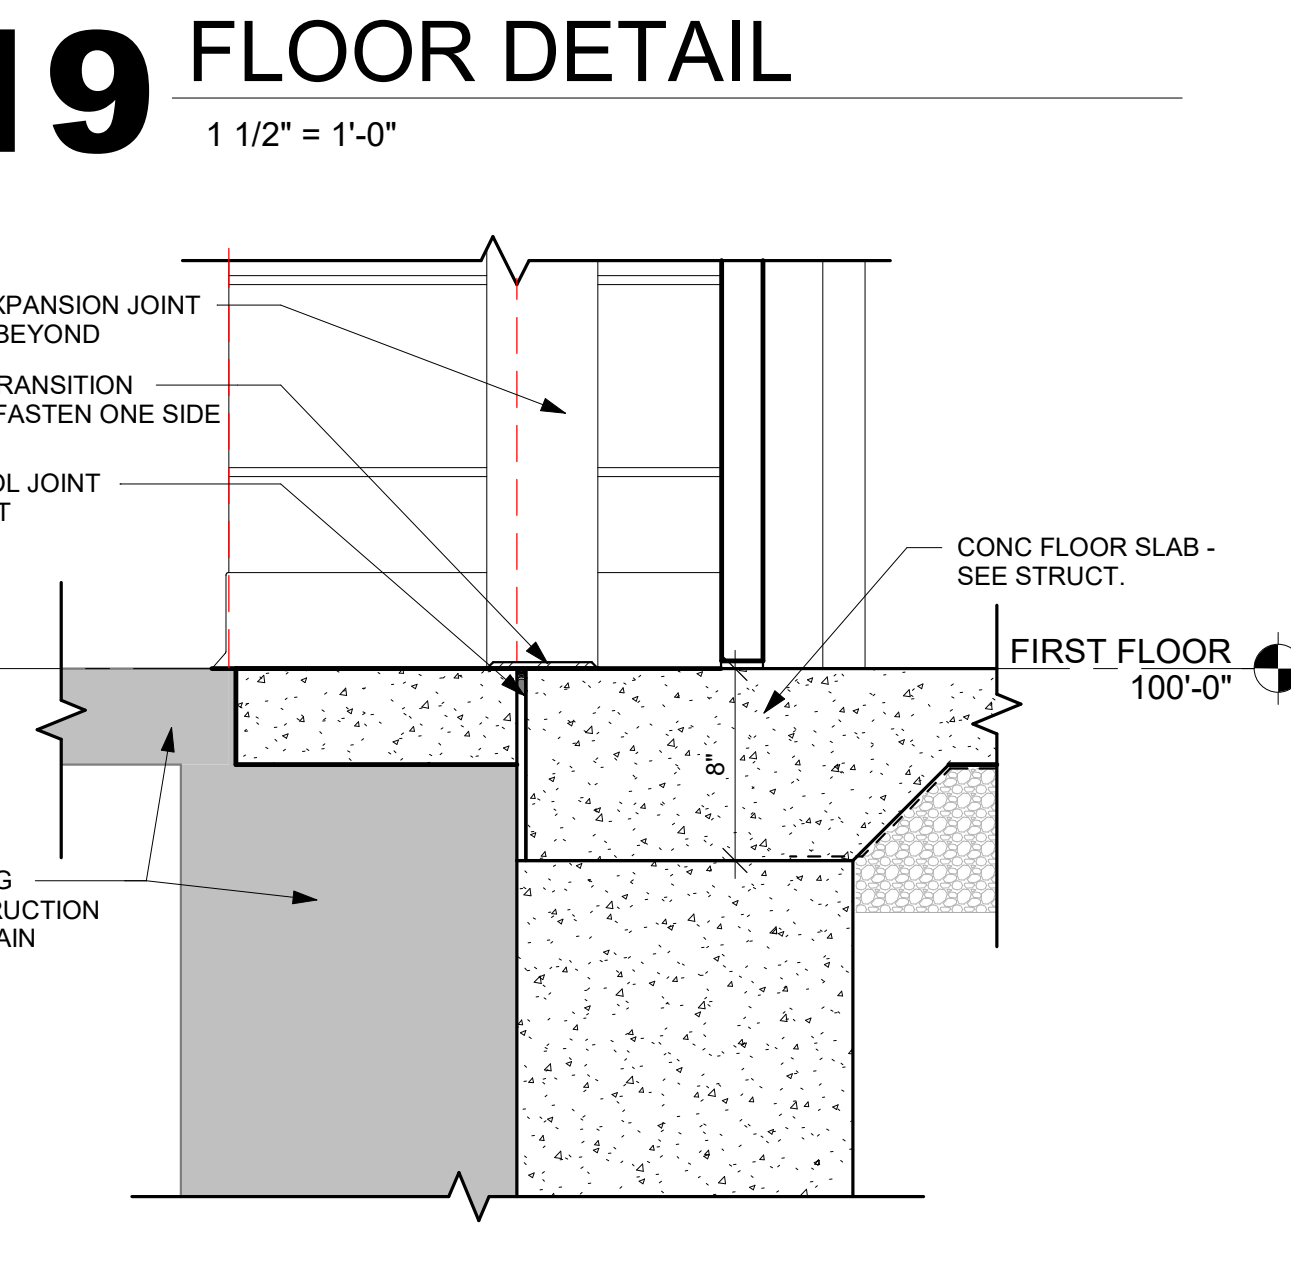 19 FLOOR DETAIL
1 1/2" = 1'-0"
XPANSION JOINT
BEYOND
RANSITION
FASTEN ONE SIDE
OL JOINT
T
CONC FLOOR SLAB -
SEE STRUCT.
FIRST FLOOR
100'-0"
8"
G
RUCTION
AIN